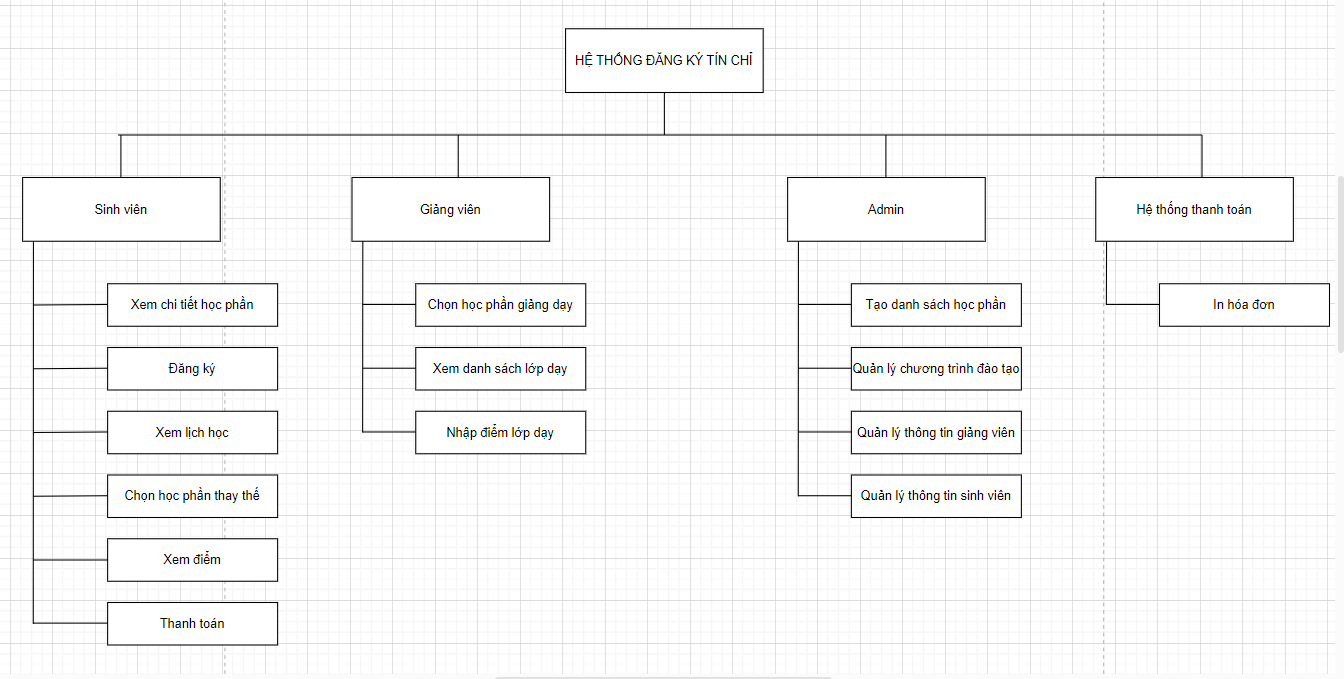 HỆ THỐNG ĐĂNG KÝ TÍN CHỈ
Sinh viên
Giảng viên
Admin
Hệ thống thanh toán
Xem chi tiết học phần
Đăng ký
Xem lịch học
Chọn học phần thay thế
Xem điểm
Thanh toán
Chọn học phần giảng dạy
Xem danh sách lớp dạy
Nhập điểm lớp dạy
Tạo danh sách học phần
Quản lý chương trình đào tạo
Quản lý thông tin giảng viên
Quản lý thông tin sinh viên
In hóa đơn